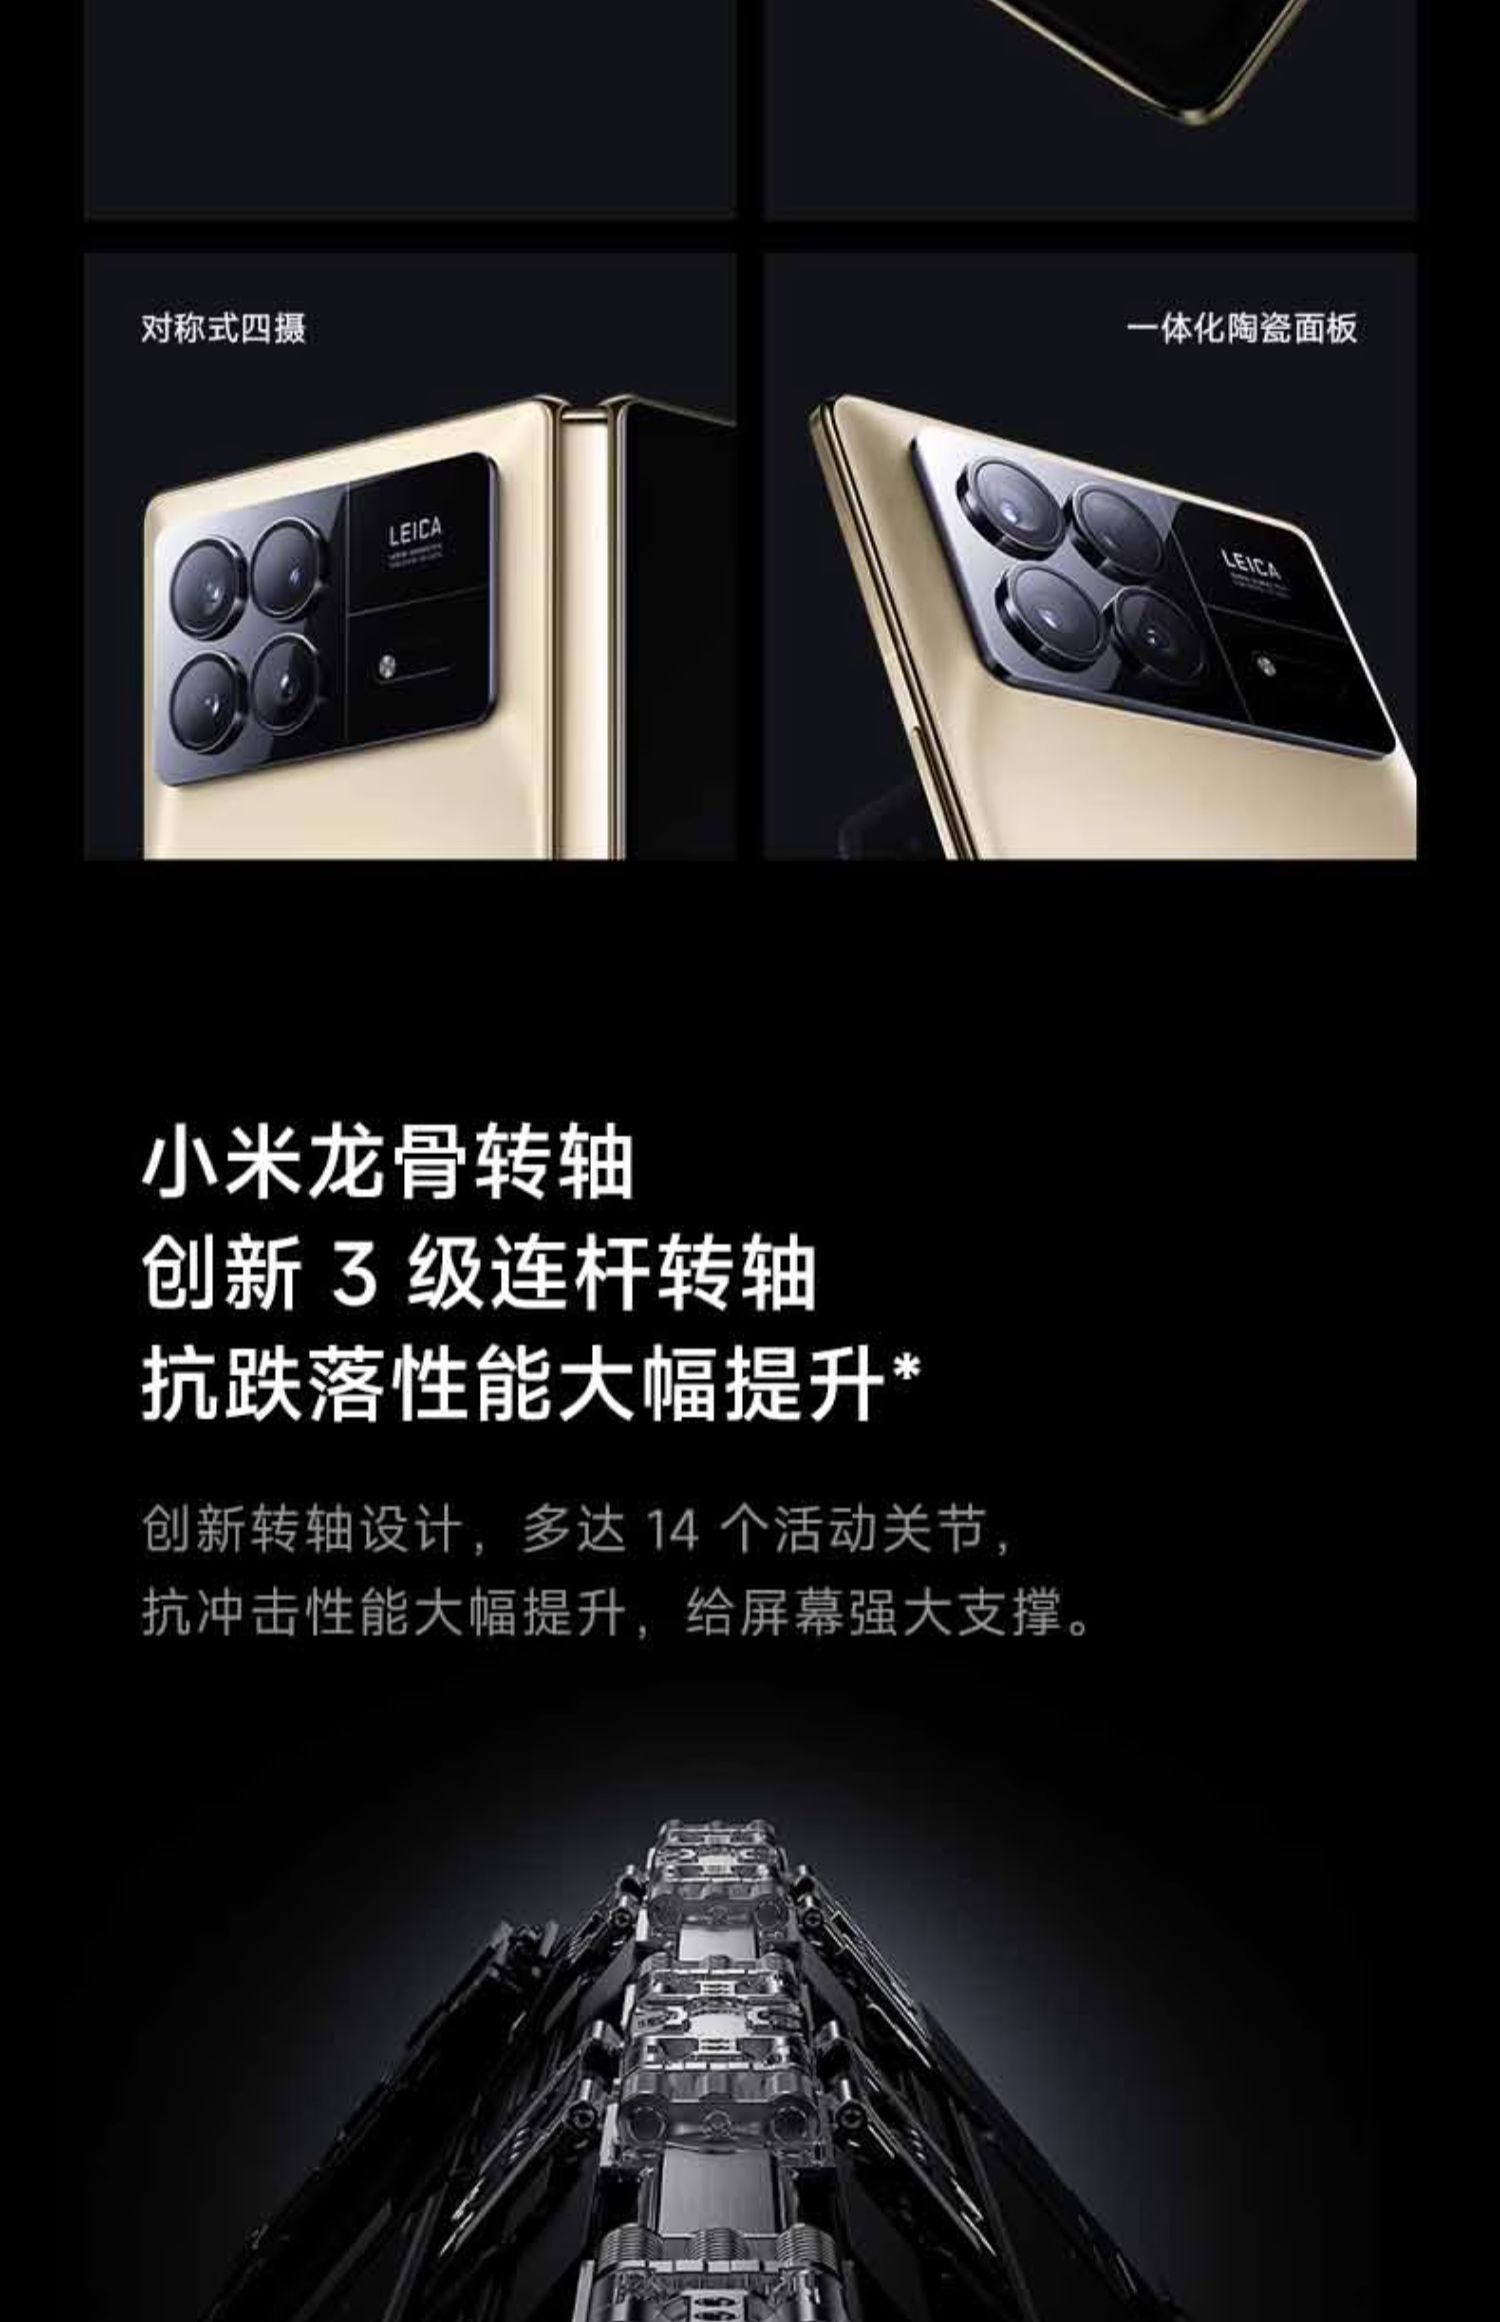 对称式四摄
一体化陶瓷面板
LEICA
LEICA
小米龙骨转轴
创新 3 级连杆转轴
抗跌落性能大幅提升*
创新转轴设计，多达 14 个活动关节，
抗冲击性能大幅提升，给屏幕强大支撑。